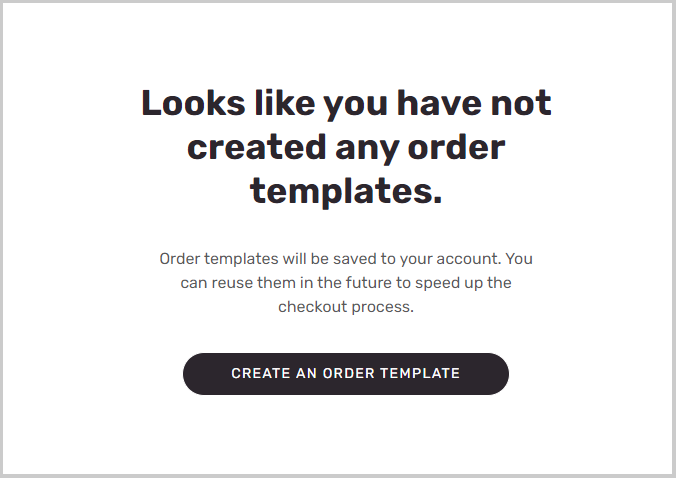 Looks like you have not
created any order
templates.
Order templates will be saved to your account. You
can reuse them in the future to speed up the
checkout process.
CREATE AN ORDER TEMPLATE